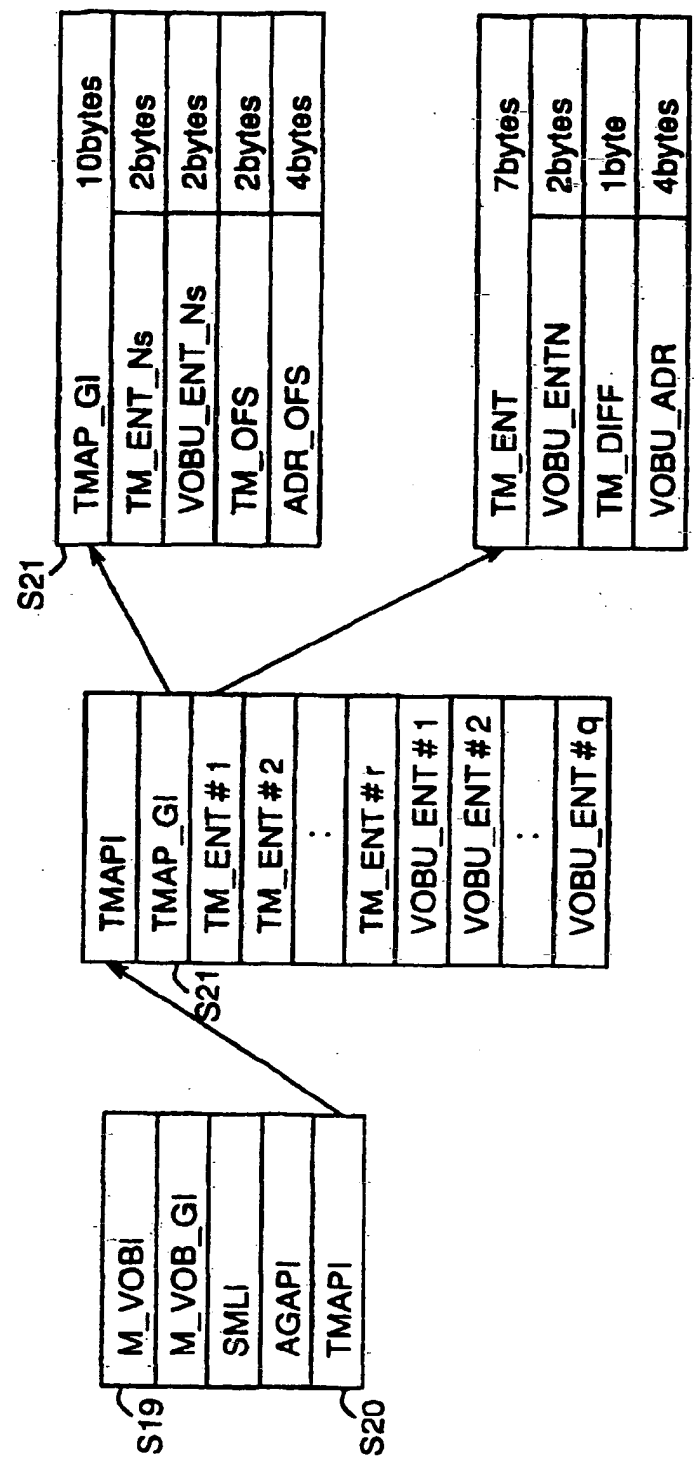 S19
M_VOBI
M_VOB_GI
SMLI
AGAPI
TMAPI
S20
TMAPI
S21
TMAP_GI
TM_ENT#1
TM_ENT#2
:
TM_ENT#r
VOBU_ENT#1
VOBU_ENT#2
:
VOBU_ENT#q
S21
TMAP_GI 10bytes
TM_ENT_Ns 2bytes
VOBU_ENT_Ns 2bytes
TM_OFS 2bytes
ADR_OFS 4bytes
TM_ENT 7bytes
VOBU_ENTN 2bytes
TM_DIFF 1byte
VOBU_ADR 4bytes